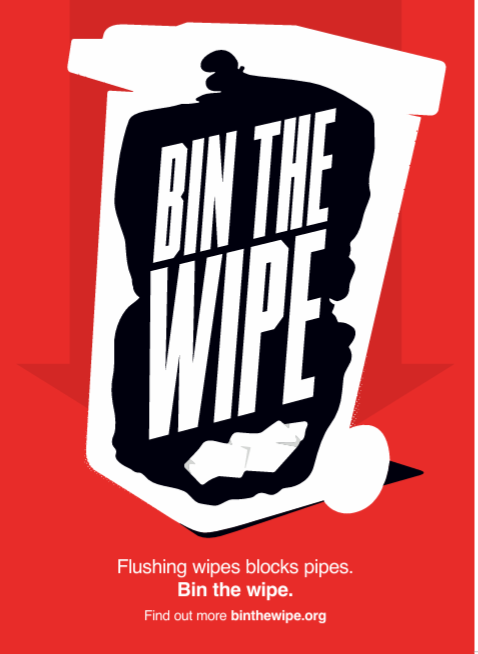 BIN THE
WIPE
Flushing wipes blocks pipes.
Bin the wipe.
Find out more binthewipe.org